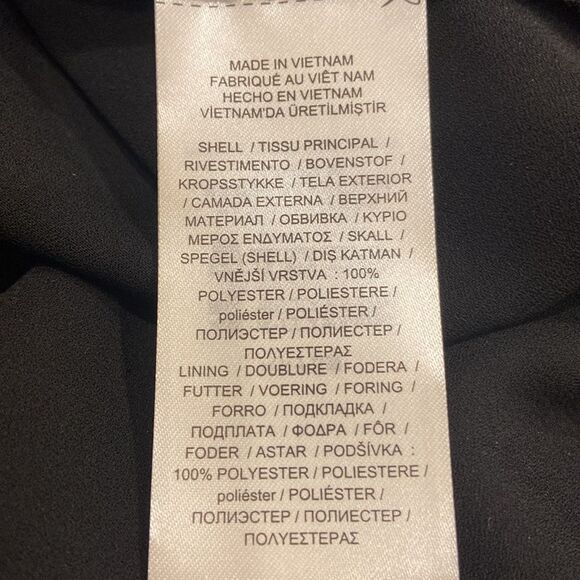 MADE IN VIETNAM
FABRIQUÉ AU VIÊT NAM
HECHO EN VIETNAM
VİETNAM'DA ÜRETİLMİŞTİR
SHELL / TISSU PRINCIPAL /
RIVESTIMENTO / BOVENSTOF /
KROPSSTYKKE / TELA EXTERIOR
/ CAMADA EXTERNA / ВЕРХНИЙ
МАТЕРИАЛ / ОБВИВКА / ΚΥΡΙΟ
ΜΕΡΟΣ ΕΝΔΥΜΑΤΟΣ / SKALL /
SPEGEL (SHELL) / DIŞ KATMAN /
VNĚJŠÍ VRSTVA : 100%
POLYESTER / POLIESTERE /
poliéster / POLIÉSTER /
ПОЛИЭСТЕР / ПОЛИЕСТЕР /
ΠΟΛΥΕΣΤΕΡΑΣ
LINING / DOUBLURE / FODERA /
FUTTER / VOERING / FORING /
FORRO / ПОДКЛАДКА /
ПОДПЛАТА / ΦΟΔΡΑ / FÔR /
FODER / ASTAR / PODŠÍVKA :
100% POLYESTER / POLIESTERE /
poliéster / POLIÉSTER /
ПОЛИЭСТЕР / ПОЛИЕСТЕР /
ΠΟΛΥΕΣΤΕΡΑΣ